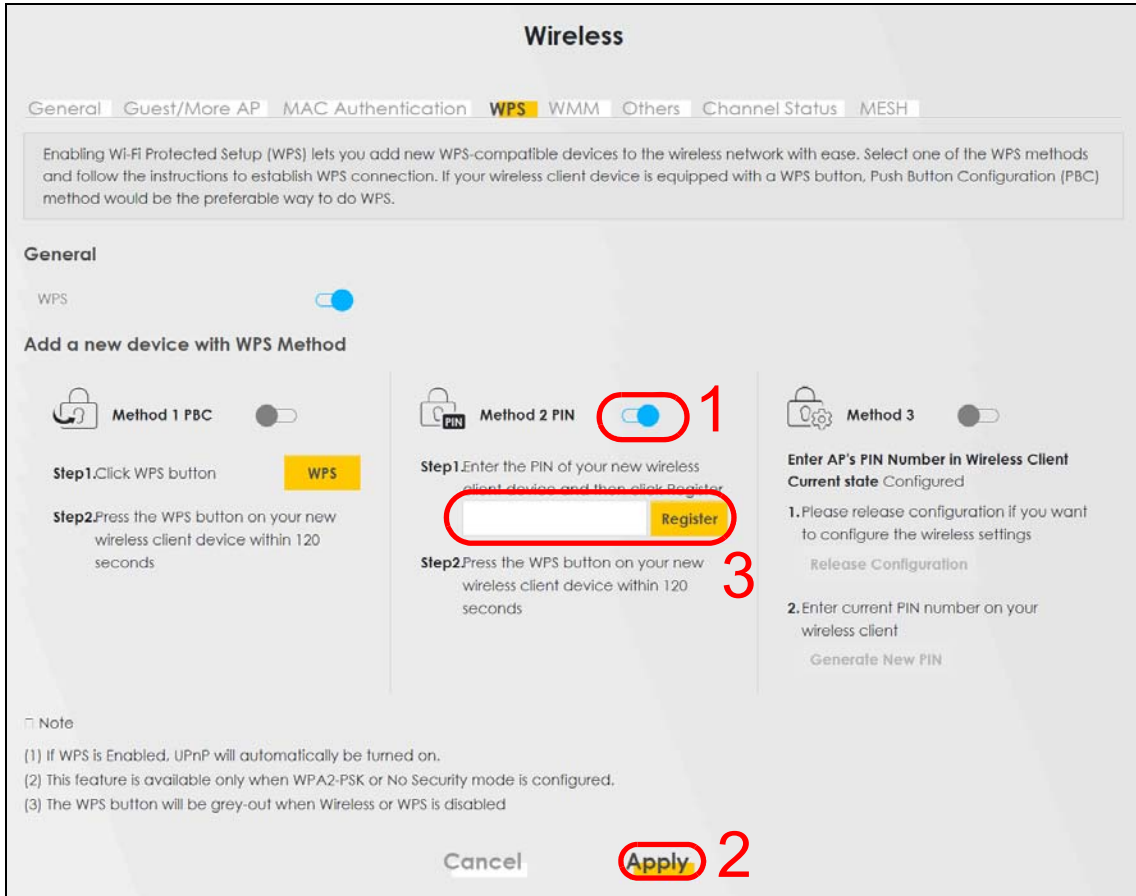 Wireless
General Guest/More AP MAC Authentication WPS WMM Others Channel Status MESH
Enabling Wi-Fi Protected Setup (WPS) lets you add new WPS-compatible devices to the wireless network with ease. Select one of the WPS methods
and follow the instructions to establish WPS connection. If your wireless client device is equipped with a WPS button, Push Button Configuration (PBC)
method would be the preferable way to do WPS.
General
WPS
Add a new device with WPS Method
Method 1 PBC
Step1.Click WPS button
WPS
Step2.Press the WPS button on your new
wireless client device within 120
seconds
PIN
Method 2 PIN
1
Step1.Enter the PIN of your new wireless
client device and then click Register
Register
3
Step2.Press the WPS button on your new
wireless client device within 120
seconds
Method 3
Enter AP's PIN Number in Wireless Client
Current state Configured
1.Please release configuration if you want
to configure the wireless settings
Release Configuration
2.Enter current PIN number on your
wireless client
Generate New PIN
Note
(1) If WPS is Enabled, UPnP will automatically be turned on.
(2) This feature is available only when WPA2-PSK or No Security mode is configured.
(3) The WPS button will be grey-out when Wireless or WPS is disabled
Cancel
Apply
2